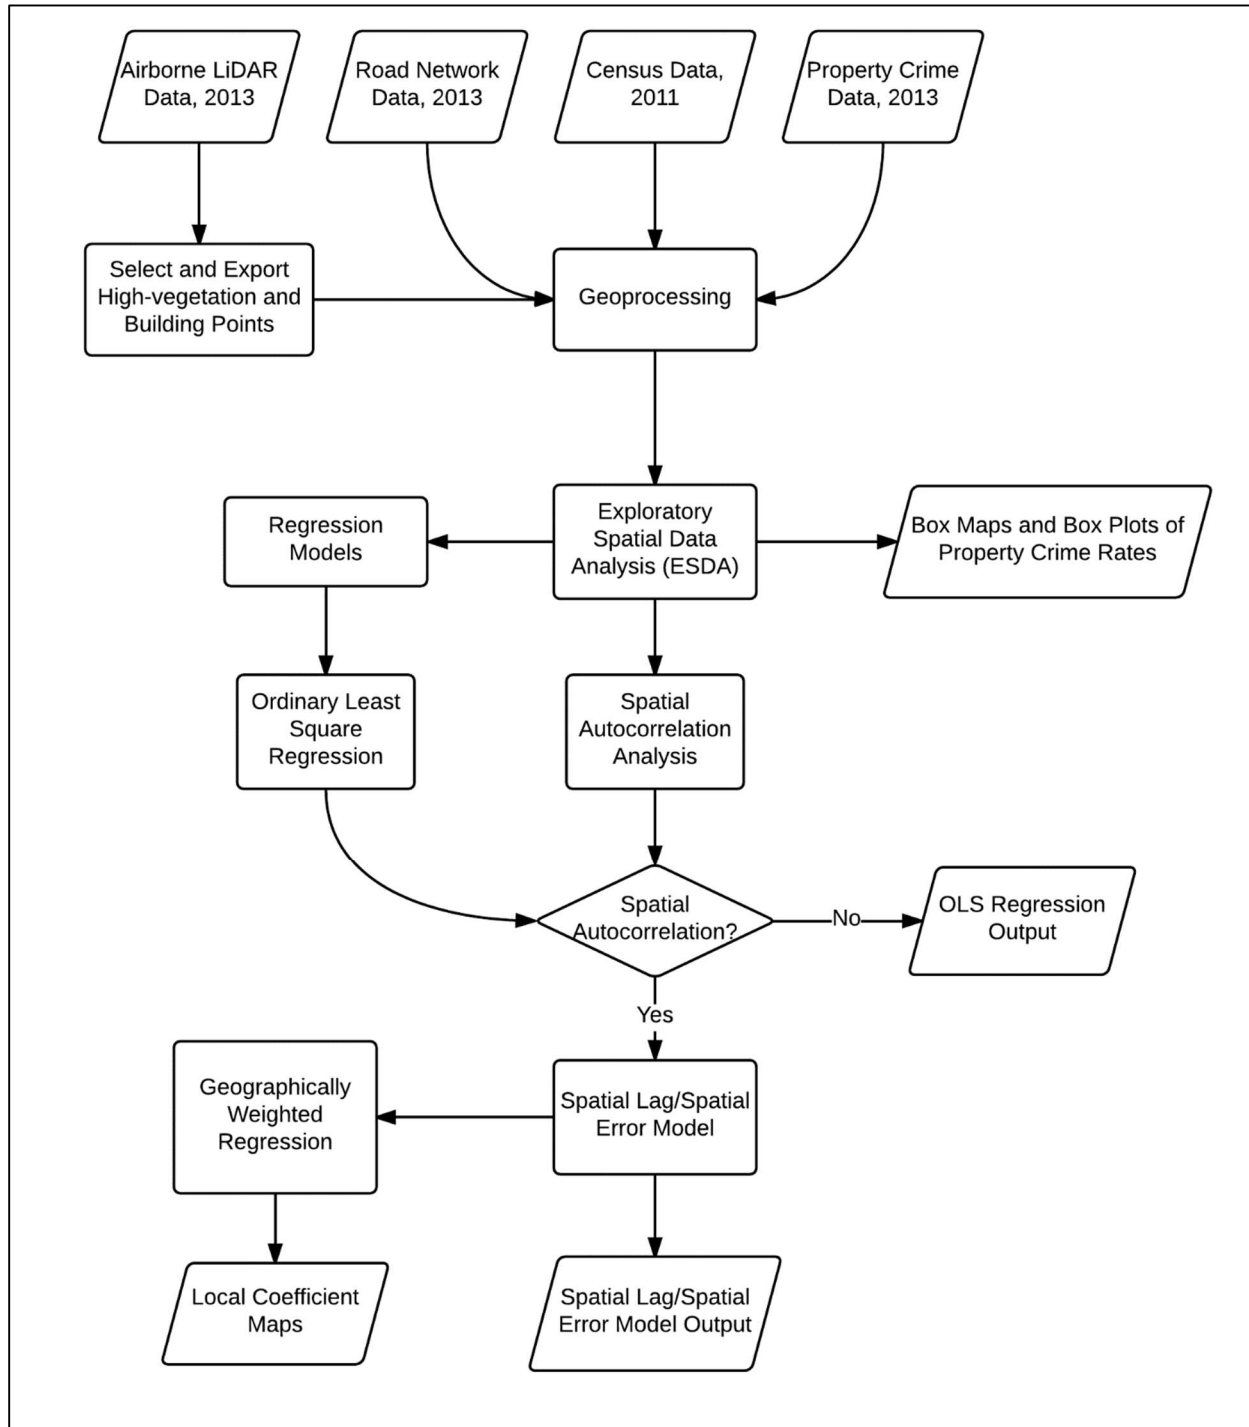 Airborne LiDAR
Data, 2013
Road Network
Data, 2013
Census Data,
2011
Property Crime
Data, 2013
Select and Export
High-vegetation and
Building Points
Geoprocessing
Regression
Models
Exploratory
Spatial Data
Analysis (ESDA)
Box Maps and Box Plots of
Property Crime Rates
Ordinary Least
Square
Regression
Spatial
Autocorrelation
Analysis
Spatial
Autocorrelation?
No
OLS Regression
Output
Yes
Geographically
Weighted
Regression
Spatial Lag/Spatial
Error Model
Local Coefficient
Maps
Spatial Lag/Spatial
Error Model Output